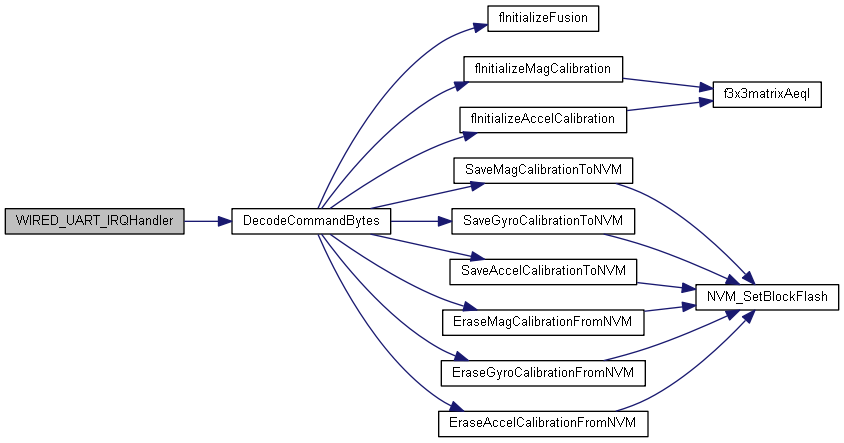 fInitializeFusion
fInitializeMagCalibration
f3x3matrixAeqI
fInitializeAccelCalibration
SaveMagCalibrationToNVM
WIRED_UART_IRQHandler
DecodeCommandBytes
SaveGyroCalibrationToNVM
SaveAccelCalibrationToNVM
NVM_SetBlockFlash
EraseMagCalibrationFromNVM
EraseGyroCalibrationFromNVM
EraseAccelCalibrationFromNVM